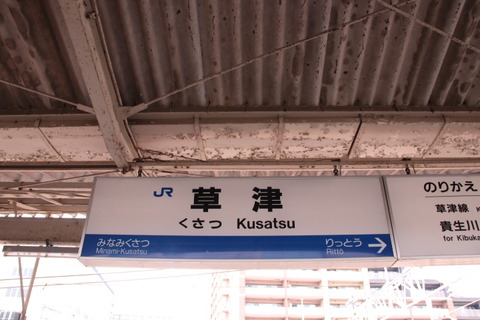 JR 草津
くさつ Kusatsu
みなみくさつ りっとう
Minami-Kusatsu Rittō
のりかえ
草津線
貴生川
for Kibuka